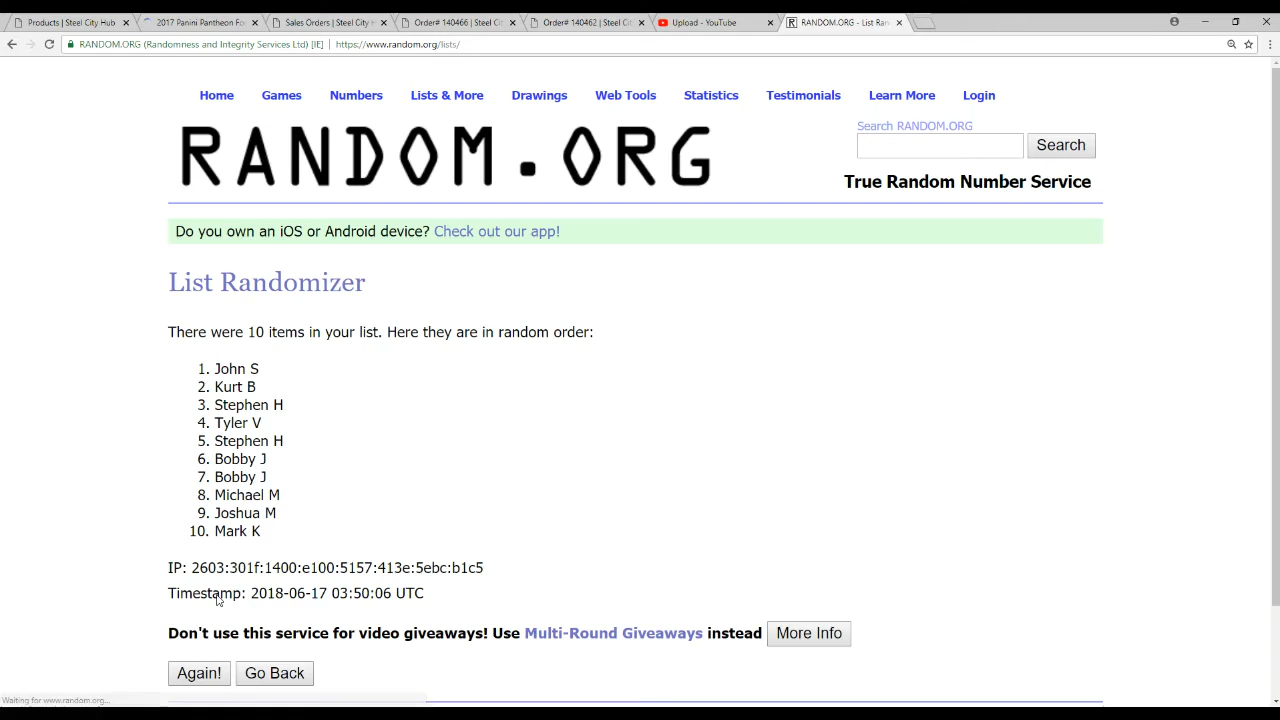 Products | Steel City Hub
2017 Panini Pantheon Foo
Sales Orders | Steel City H
Order# 140466 | Steel C
Order# 140462 | Steel C
Upload - YouTube
RANDOM.ORG - List Ran
RANDOM.ORG (Randomness and Integrity Services Ltd) [IE] | https://www.random.org/lists/
Home Games Numbers Lists & More Drawings Web Tools Statistics Testimonials Learn More Login
RANDOM.ORG
Search RANDOM.ORG
Search
True Random Number Service
Do you own an iOS or Android device? Check out our app!
List Randomizer
There were 10 items in your list. Here they are in random order:
1. John S
2. Kurt B
3. Stephen H
4. Tyler V
5. Stephen H
6. Bobby J
7. Bobby J
8. Michael M
9. Joshua M
10. Mark K
IP: 2603:301f:1400:e100:5157:413e:5ebc:b1c5
Timestamp: 2018-06-17 03:50:06 UTC
Don't use this service for video giveaways! Use Multi-Round Giveaways instead More Info
Again! Go Back
Waiting for www.random.org...